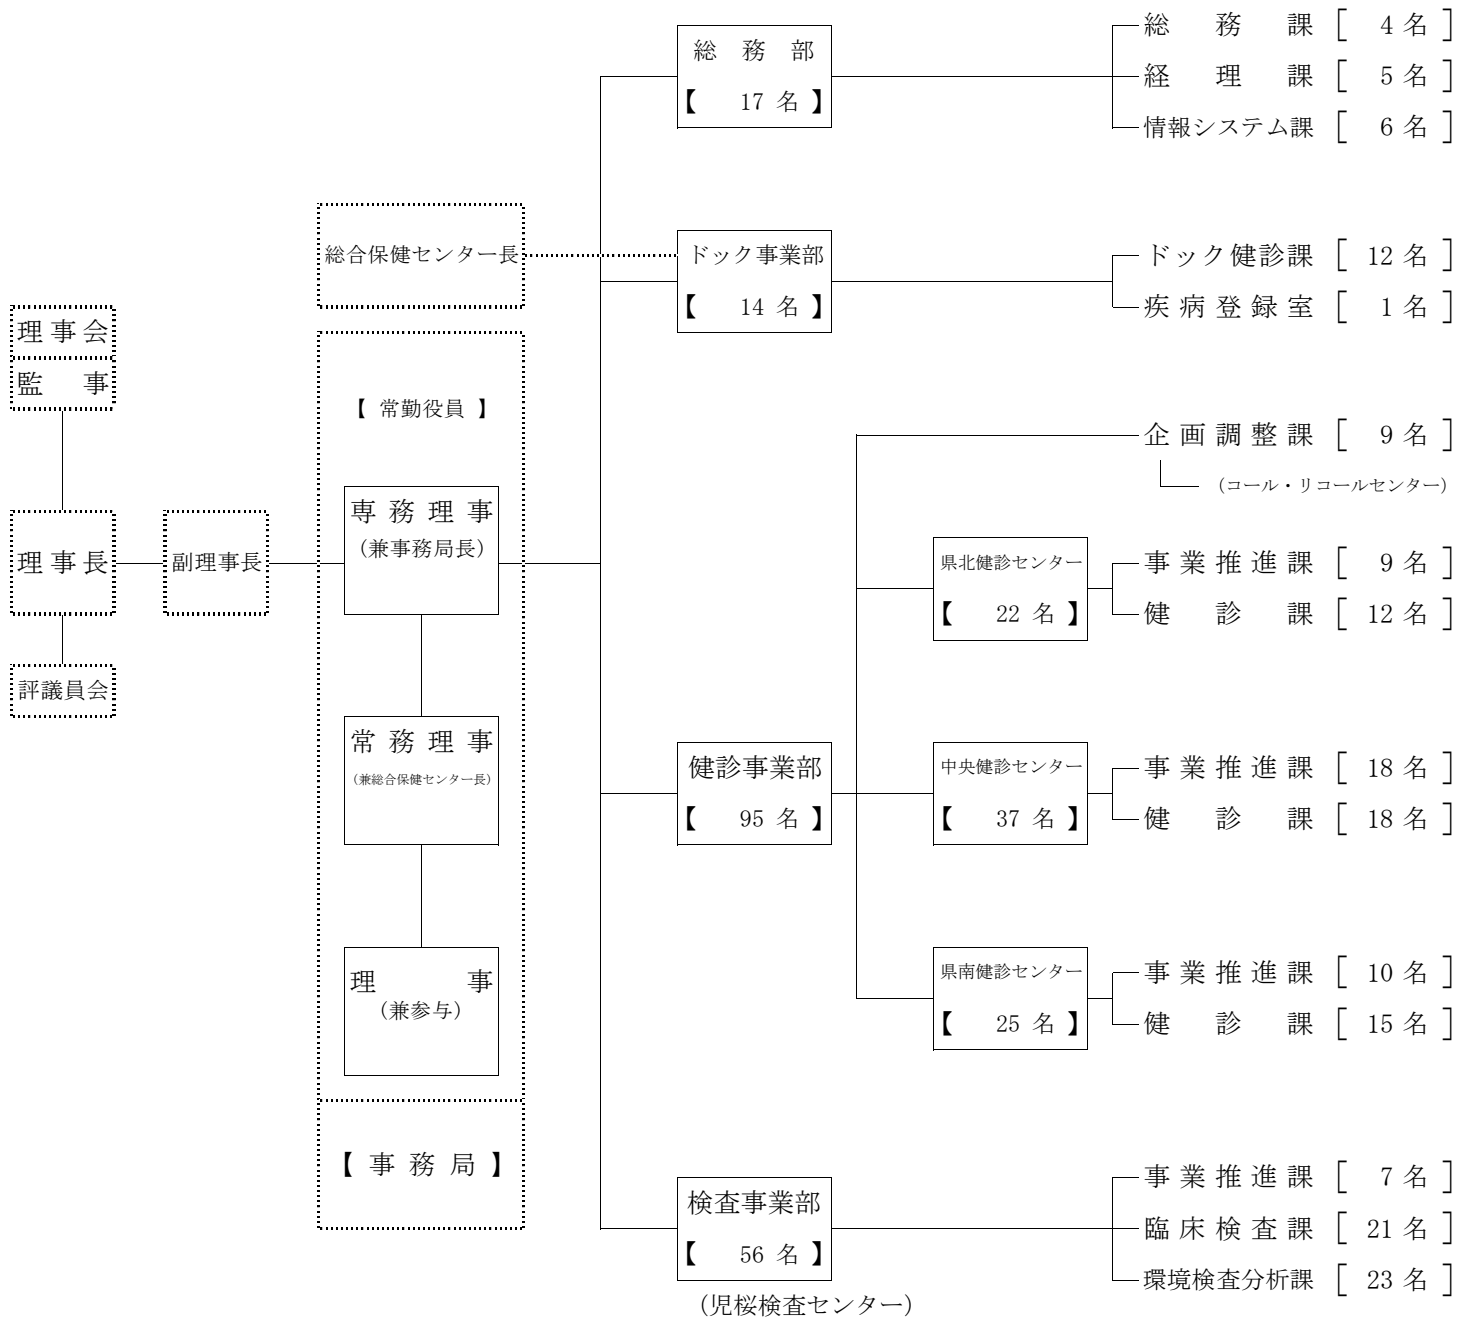 総務部
【 17 名 】
総務課 [ 4 名 ]
経理課 [ 5 名 ]
情報システム課 [ 6 名 ]
総合保健センター長
ドック事業部
【 14 名 】
ドック健診課 [ 12 名 ]
疾病登録室 [ 1 名 ]
理事会
監事
理事長
評議員会
副理事長
【 常勤役員 】
専務理事
(兼事務局長)
常務理事
(兼総合保健センター長)
理事
(兼参与)
【 事務局 】
健診事業部
【 95 名 】
企画調整課 [ 9 名 ]
(コール・リコールセンター)
県北健診センター
【 22 名 】
事業推進課 [ 9 名 ]
健診課 [ 12 名 ]
中央健診センター
【 37 名 】
事業推進課 [ 18 名 ]
健診課 [ 18 名 ]
県南健診センター
【 25 名 】
事業推進課 [ 10 名 ]
健診課 [ 15 名 ]
検査事業部
【 56 名 】
(児桜検査センター)
事業推進課 [ 7 名 ]
臨床検査課 [ 21 名 ]
環境検査分析課 [ 23 名 ]